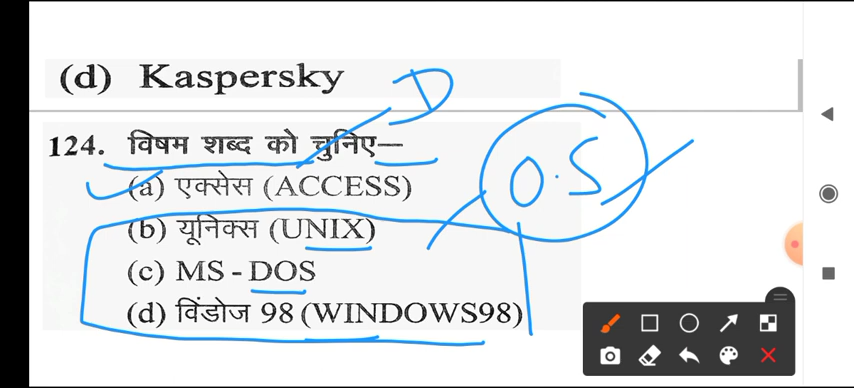 (d) Kaspersky
D
124. विषम शब्द को चुनिए—
O.S
(a) एक्सेस (ACCESS)
(b) यूनिक्स (UNIX)
(c) MS - DOS
(d) विंडोज 98 (WINDOWS98)